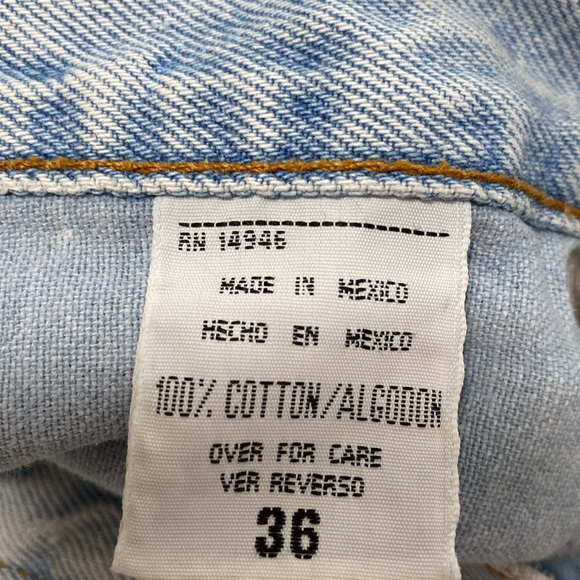 RN 14946
MADE IN MEXICO
HECHO EN MEXICO
100% COTTON/ALGODON
OVER FOR CARE
VER REVERSO
36